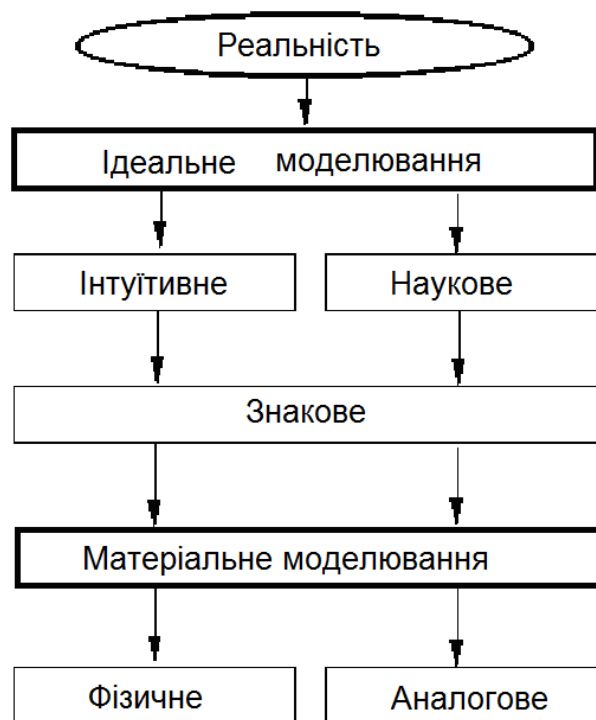 Реальність
Ідеальне моделювання
Інтуїтивне
Наукове
Знакове
Матеріальне моделювання
Фізичне
Аналогове